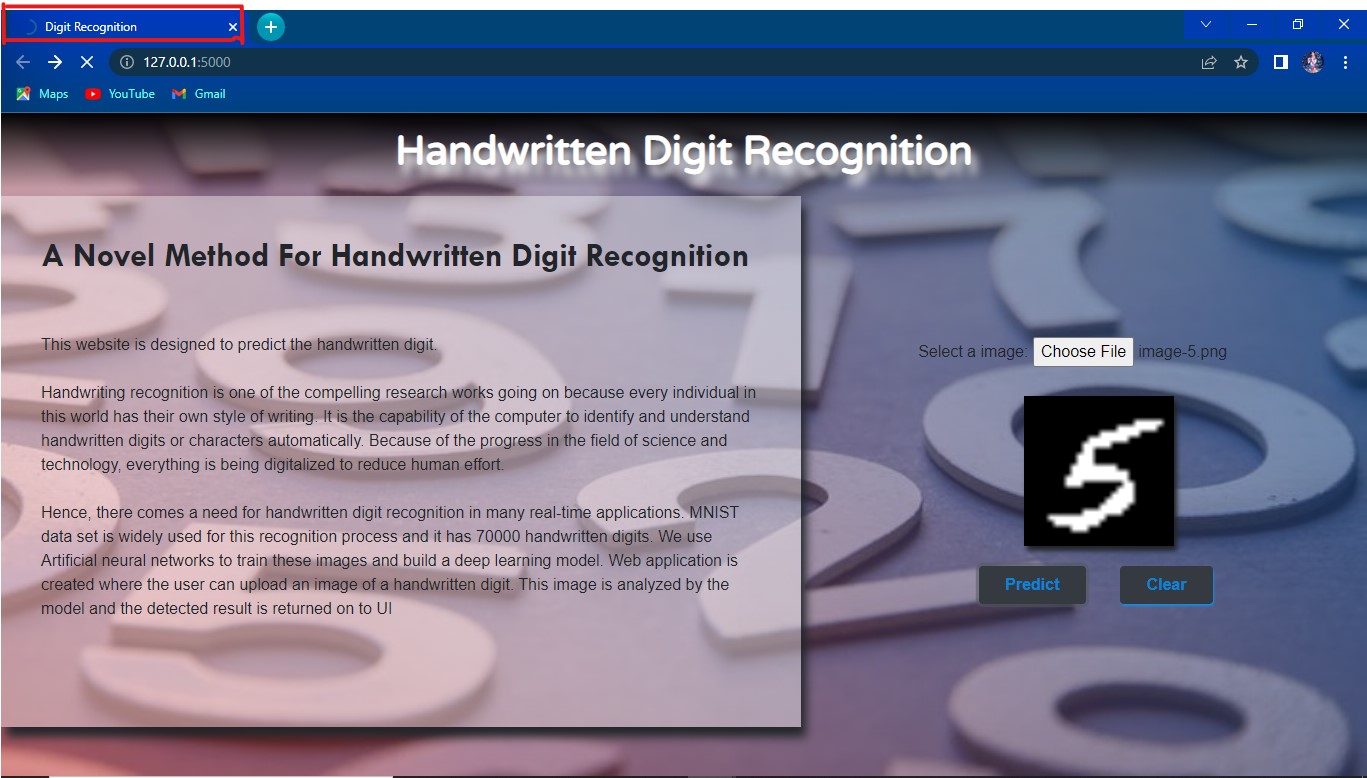 Digit Recognition
127.0.0.1:5000
Maps YouTube Gmail
Handwritten Digit Recognition
A Novel Method For Handwritten Digit Recognition
This website is designed to predict the handwritten digit.
Handwriting recognition is one of the compelling research works going on because every individual in
this world has their own style of writing. It is the capability of the computer to identify and understand
handwritten digits or characters automatically. Because of the progress in the field of science and
technology, everything is being digitalized to reduce human effort.
Hence, there comes a need for handwritten digit recognition in many real-time applications. MNIST
data set is widely used for this recognition process and it has 70000 handwritten digits. We use
Artificial neural networks to train these images and build a deep learning model. Web application is
created where the user can upload an image of a handwritten digit. This image is analyzed by the
model and the detected result is returned on to UI
Select a image: Choose File image-5.png
5
Predict Clear